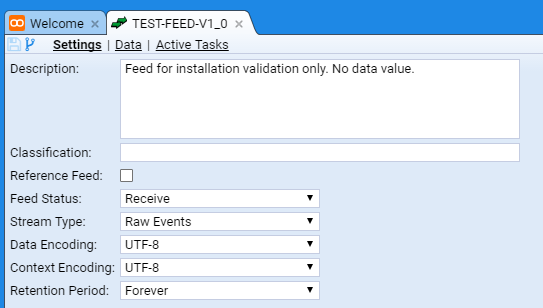 Welcome × TEST-FEED-V1_0 ×
Settings | Data | Active Tasks
Description: Feed for installation validation only. No data value.
Classification:
Reference Feed:
Feed Status: Receive
Stream Type: Raw Events
Data Encoding: UTF-8
Context Encoding: UTF-8
Retention Period: Forever